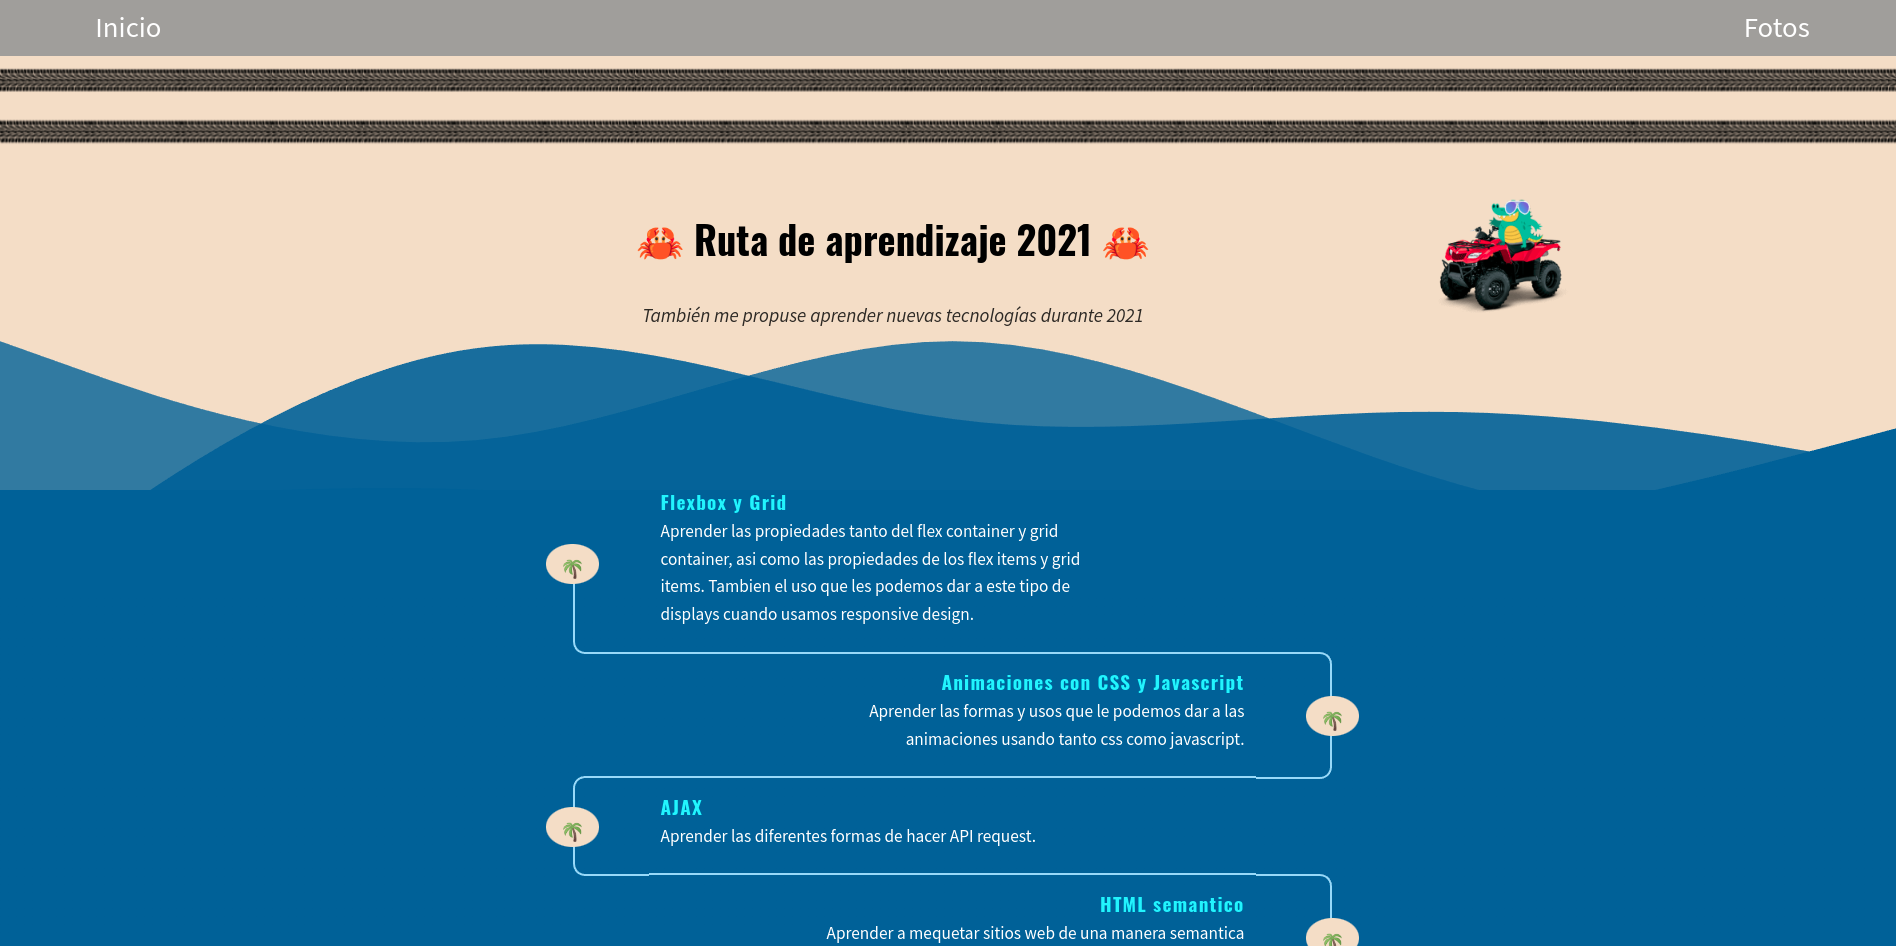 Inicio
Fotos
Ruta de aprendizaje 2021
También me propuse aprender nuevas tecnologías durante 2021
Flexbox y Grid
Aprender las propiedades tanto del flex container y grid
container, asi como las propiedades de los flex items y grid
items. Tambien el uso que les podemos dar a este tipo de
displays cuando usamos responsive design.
Animaciones con CSS y Javascript
Aprender las formas y usos que le podemos dar a las
animaciones usando tanto css como javascript.
AJAX
Aprender las diferentes formas de hacer API request.
HTML semantico
Aprender a mequetar sitios web de una manera semantica